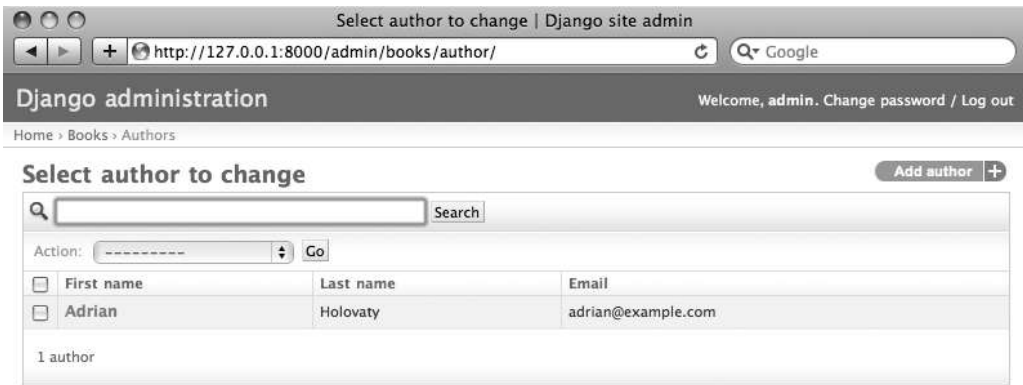 Select author to change | Django site admin
http://127.0.0.1:8000/admin/books/author/
Google
Django administration
Welcome, admin. Change password / Log out
Home › Books › Authors
Select author to change
Add author
Search
Action: ---------
Go
First name Last name Email
Adrian Holovaty adrian@example.com
1 author